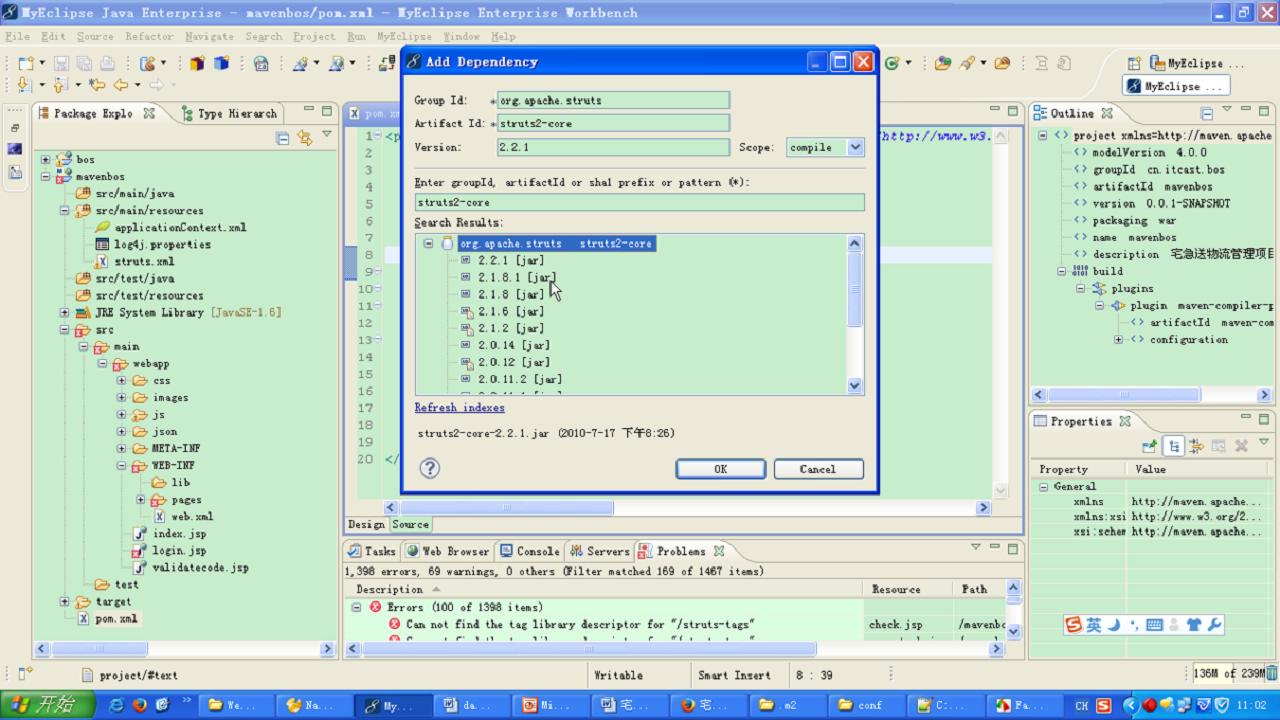 MyEclipse Java Enterprise - mavenbos/pom.xml - MyEclipse Enterprise Workbench
File Edit Source Refactor Navigate Search Project Run MyEclipse Window Help
MyEclipse ...
MyEclipse ...
Package Explo
Type Hierarch
bos
mavenbos
src/main/java
src/main/resources
applicationContext.xml
log4j.properties
struts.xml
src/test/java
src/test/resources
JRE System Library [JavaSE-1.6]
src
main
webapp
css
images
js
json
META-INF
WEB-INF
lib
pages
web.xml
index.jsp
login.jsp
validatecode.jsp
test
target
pom.xml
pom.xm
1 <p
"http://www.w3.
2
3
4
5
6
7
8
9
10
11
12
13
14
15
16
17
18
19
20 </
Design Source
Add Dependency
Group Id: *org.apache.struts
Artifact Id: *struts2-core
Version: 2.2.1 Scope: compile
Enter groupId, artifactId or sha1 prefix or pattern (*):
struts2-core
Search Results:
org.apache.struts struts2-core
2.2.1 [jar]
2.1.8.1 [jar]
2.1.8 [jar]
2.1.6 [jar]
2.1.2 [jar]
2.0.14 [jar]
2.0.12 [jar]
2.0.11.2 [jar]
Refresh indexes
struts2-core-2.2.1.jar (2010-7-17 下午8:26)
OK Cancel
Outline
project xmlns=http://maven.apache
modelVersion 4.0.0
groupId cn.itcast.bos
artifactId mavenbos
version 0.0.1-SNAPSHOT
packaging war
name mavenbos
description 宅急送物流管理项目
build
plugins
plugin maven-compiler-p
artifactId maven-com
configuration
Properties
Property Value
General
xmlns http://maven.apache...
xmlns:xsi http://www.w3.org/2...
xsi:schem http://maven.apache...
Tasks Web Browser Console Servers Problems
1,398 errors, 69 warnings, 0 others (Filter matched 169 of 1467 items)
Description Resource Path
Errors (100 of 1398 items)
Can not find the tag library descriptor for "/struts-tags" check.jsp /mavenbo
英
project/#text Writable Smart Insert 8 : 39 136M of 239M
开始 We... Na... My... da... Mi... 宅... 宅... .m2 conf C:... Fa... CH 11:02